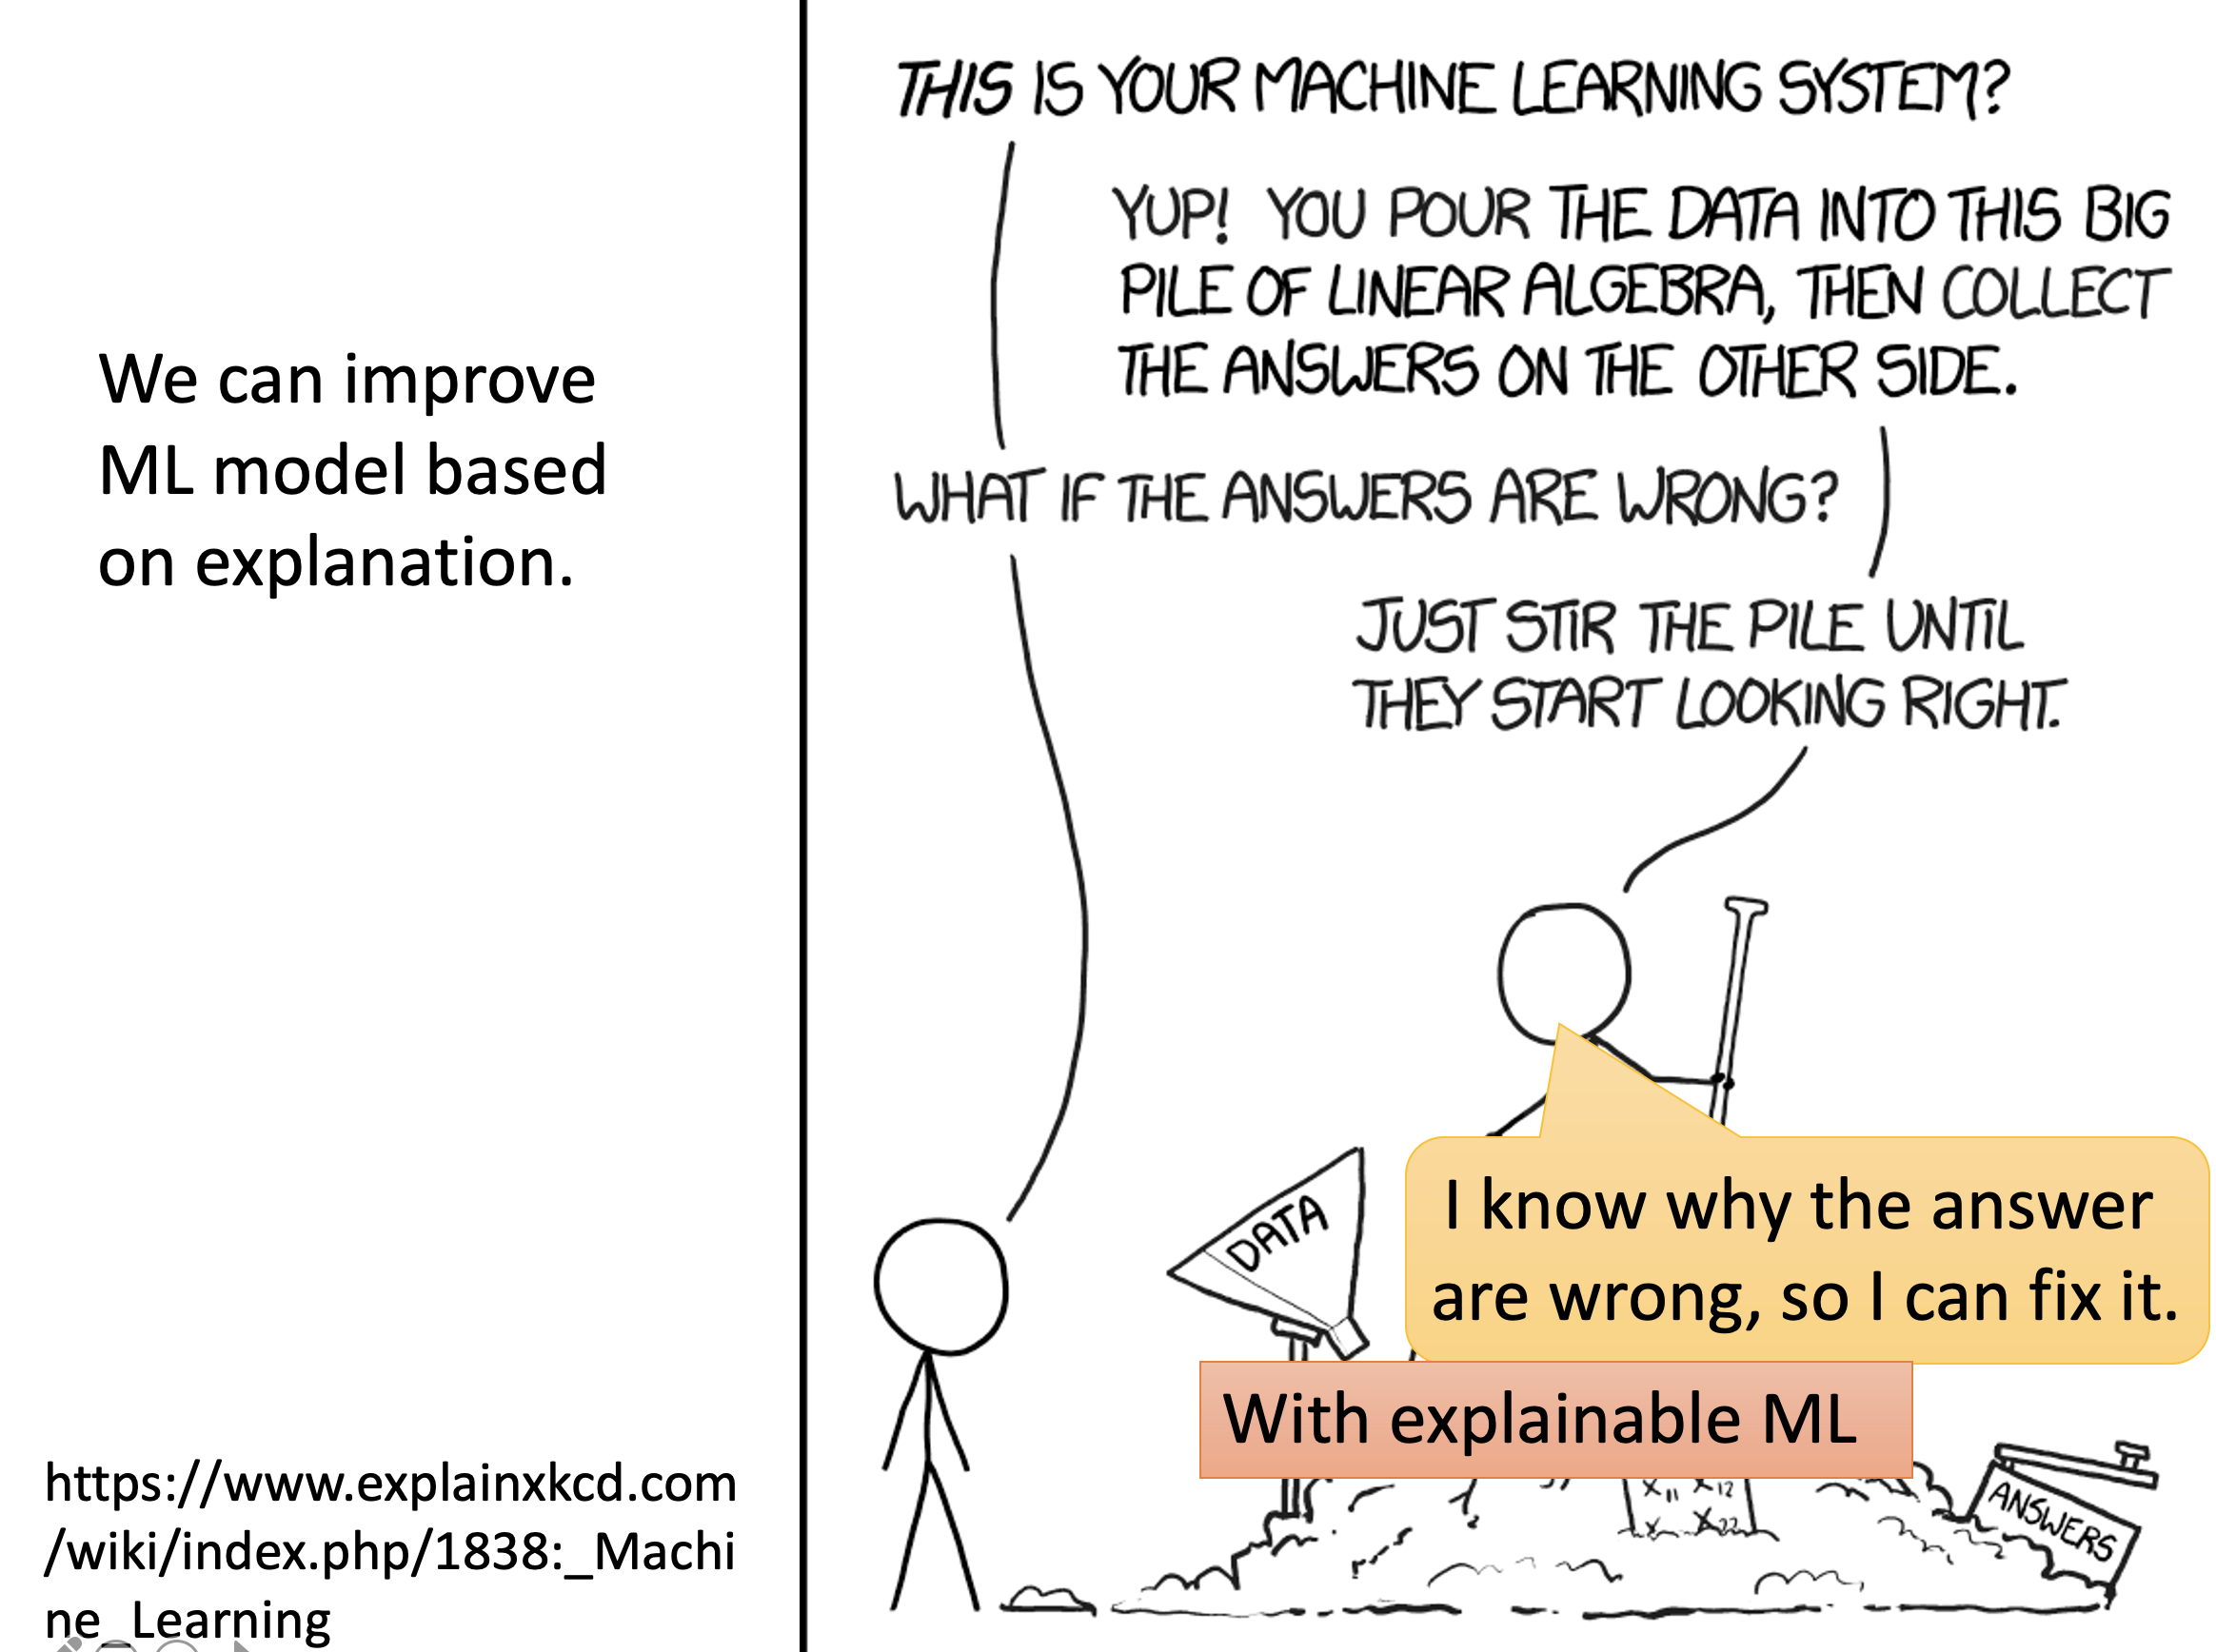 We can improve
ML model based
on explanation.
https://www.explainxkcd.com
/wiki/index.php/1838:_Machi
ne_Learning
THIS IS YOUR MACHINE LEARNING SYSTEM?
YUP! YOU POUR THE DATA INTO THIS BIG
PILE OF LINEAR ALGEBRA, THEN COLLECT
THE ANSWERS ON THE OTHER SIDE.
WHAT IF THE ANSWERS ARE WRONG?
JUST STIR THE PILE UNTIL
THEY START LOOKING RIGHT.
DATA
I know why the answer
are wrong, so I can fix it.
With explainable ML
X11 X12
X22
ANSWERS